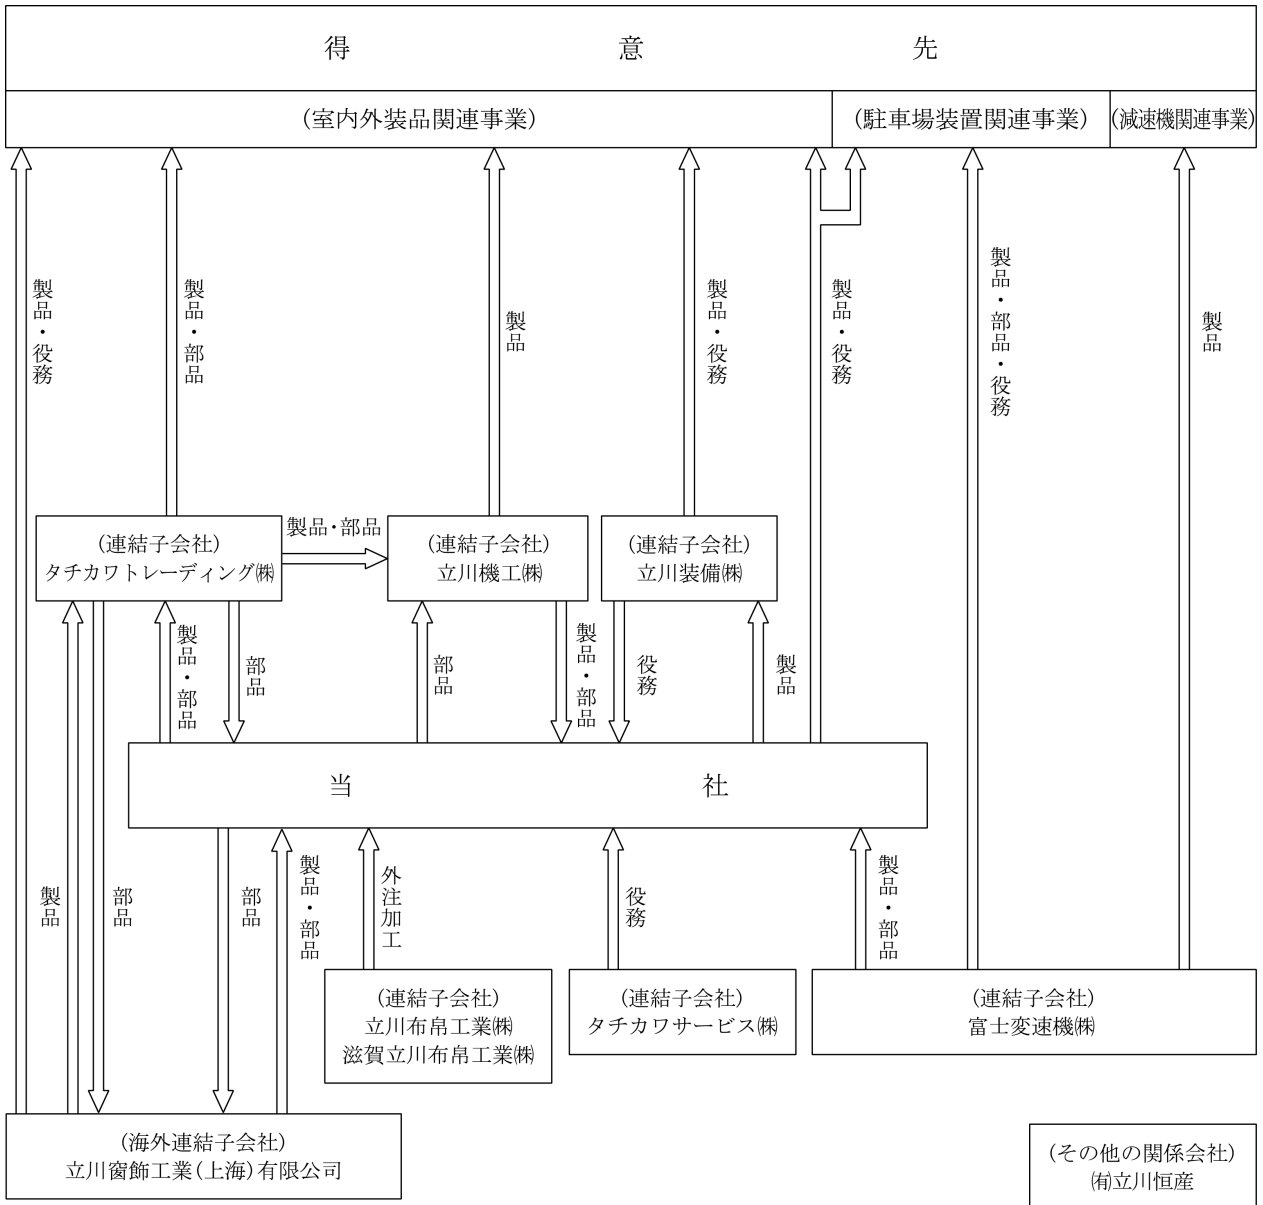 得意先
(室内外装品関連事業)
(駐車場装置関連事業)
(減速機関連事業)
製品・役務
製品・部品
製品
製品・役務
製品・役務
製品・部品・役務
製品
(連結子会社)
タチカワトレーディング㈱
製品・部品
(連結子会社)
立川機工㈱
(連結子会社)
立川装備㈱
製品・部品
部品
部品
製品・部品
役務
製品
当社
製品
部品
部品
製品・部品
外注加工
役務
製品・部品
(連結子会社)
立川布帛工業㈱
滋賀立川布帛工業㈱
(連結子会社)
タチカワサービス㈱
(連結子会社)
富士変速機㈱
(海外連結子会社)
立川窗飾工業(上海)有限公司
(その他の関係会社)
㈲立川恒産